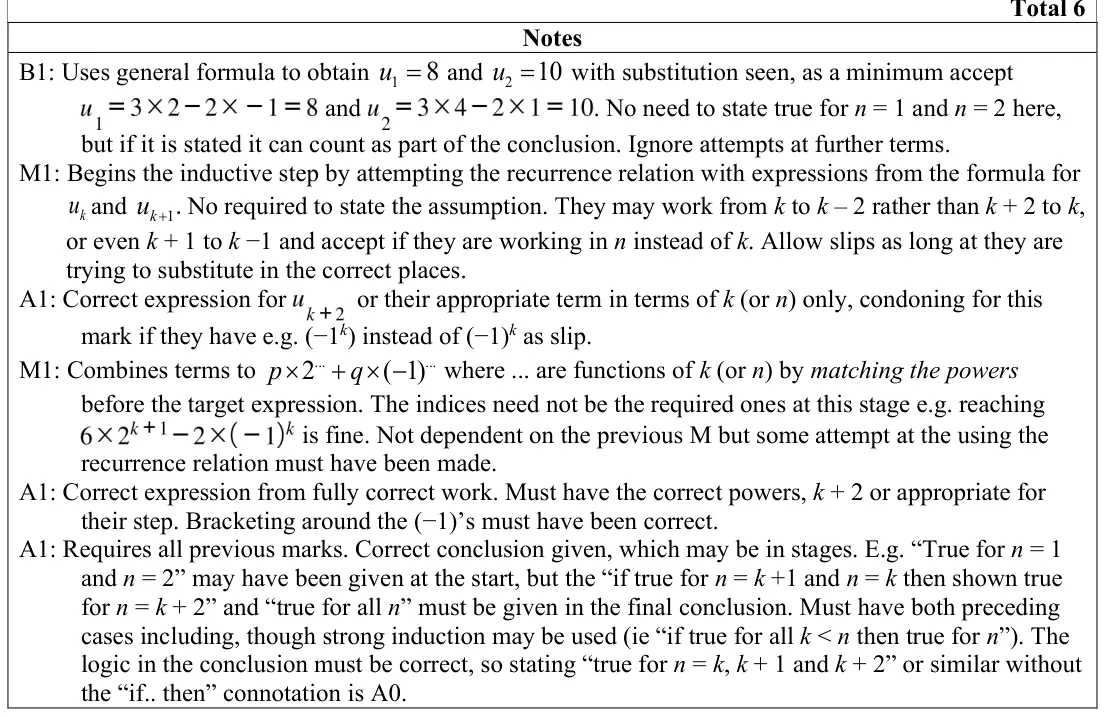 Total 6
Notes
B1: Uses general formula to obtain u₁ = 8 and u₂ = 10 with substitution seen, as a minimum accept
u₁ = 3×2−2× −1 = 8 and u₂ = 3×4−2×1 = 10. No need to state true for n = 1 and n = 2 here,
but if it is stated it can count as part of the conclusion. Ignore attempts at further terms.
M1: Begins the inductive step by attempting the recurrence relation with expressions from the formula for
uₖ and uₖ₊₁. No required to state the assumption. They may work from k to k – 2 rather than k + 2 to k,
or even k + 1 to k −1 and accept if they are working in n instead of k. Allow slips as long at they are
trying to substitute in the correct places.
A1: Correct expression for uₖ₊₂ or their appropriate term in terms of k (or n) only, condoning for this
mark if they have e.g. (−1ᵏ) instead of (−1)ᵏ as slip.
M1: Combines terms to p×2^… + q×(−1)^… where ... are functions of k (or n) by matching the powers
before the target expression. The indices need not be the required ones at this stage e.g. reaching
6×2ᵏ⁺¹−2×(−1)ᵏ is fine. Not dependent on the previous M but some attempt at the using the
recurrence relation must have been made.
A1: Correct expression from fully correct work. Must have the correct powers, k + 2 or appropriate for
their step. Bracketing around the (−1)’s must have been correct.
A1: Requires all previous marks. Correct conclusion given, which may be in stages. E.g. “True for n = 1
and n = 2” may have been given at the start, but the “if true for n = k +1 and n = k then shown true
for n = k + 2” and “true for all n” must be given in the final conclusion. Must have both preceding
cases including, though strong induction may be used (ie “if true for all k < n then true for n”). The
logic in the conclusion must be correct, so stating “true for n = k, k + 1 and k + 2” or similar without
the “if.. then” connotation is A0.